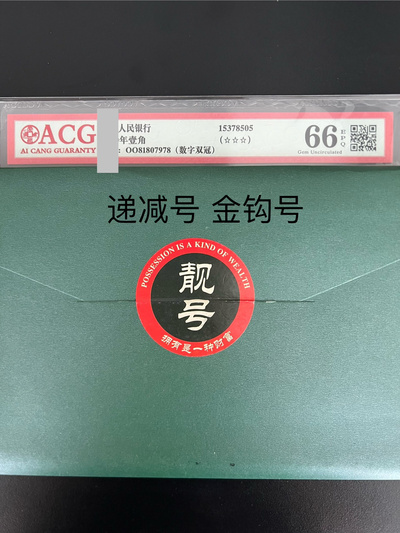 ACG
AI CANG GUARANTY
人民银行
年壹角
: OO81807978 (数字双冠)
15378505
(☆☆☆)
66 EPQ
Gem Uncirculated
递减号 金钩号
POSSESSION IS A KIND OF WEALTH
靓号
拥有是一种财富